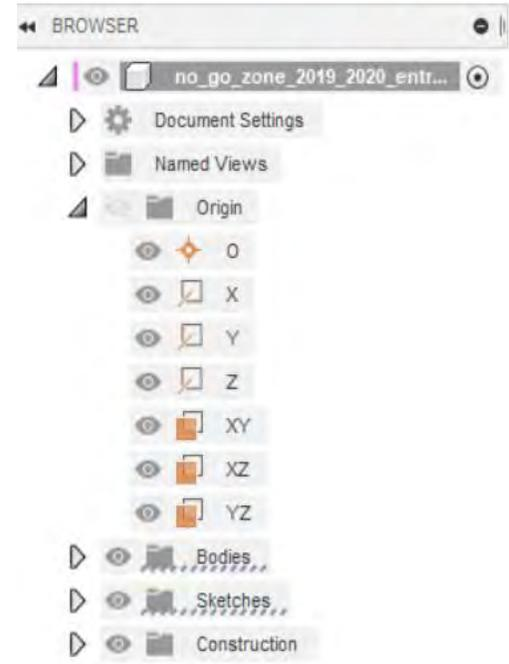 BROWSER
no_go_zone_2019_2020_entr...
Document Settings
Named Views
Origin
O
X
Y
Z
XY
XZ
YZ
Bodies
Sketches
Construction